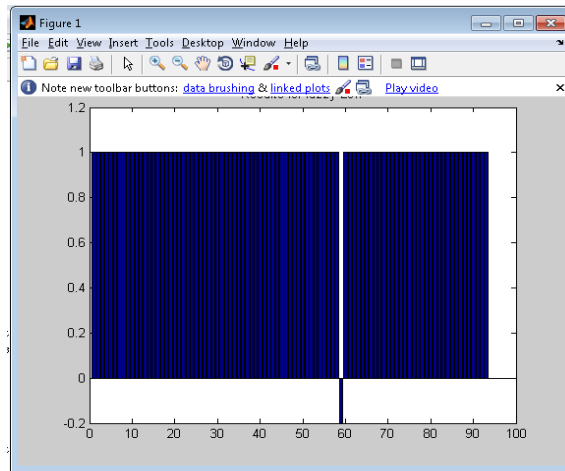 Figure 1
File Edit View Insert Tools Desktop Window Help
Note new toolbar buttons: data brushing & linked plots Play video
1.2
1
0.8
0.6
0.4
0.2
0
-0.2
0 10 20 30 40 50 60 70 80 90 100